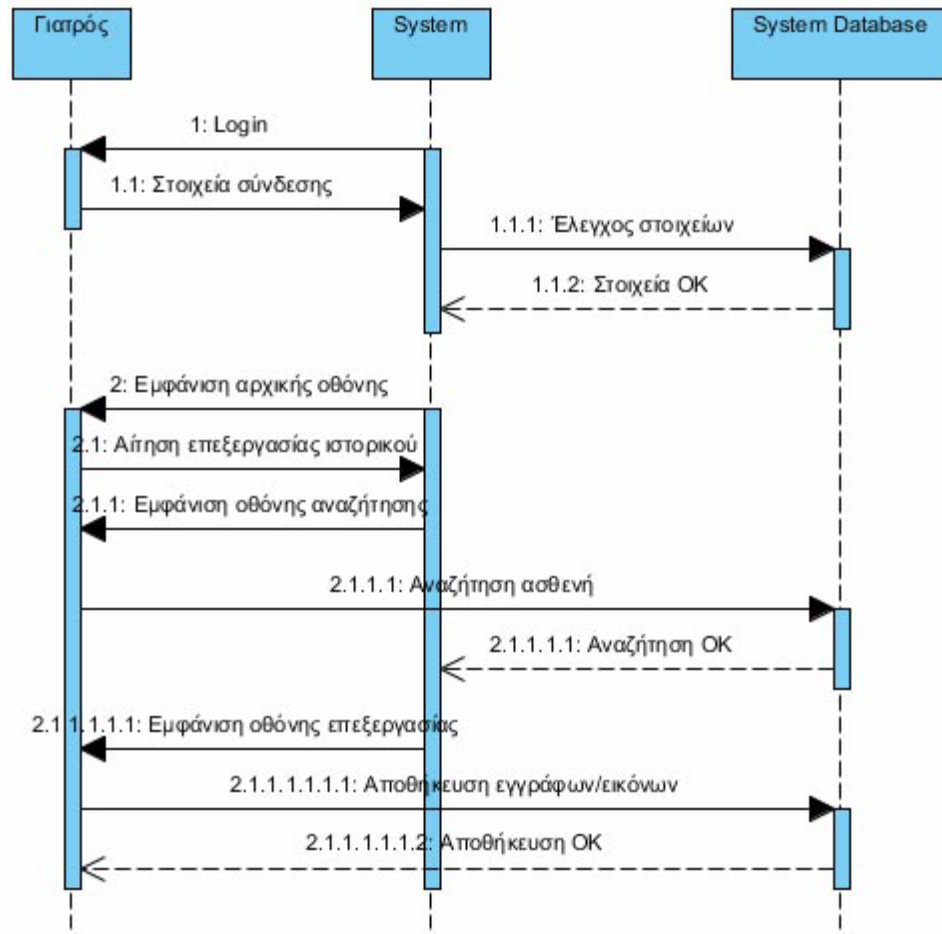 Γιατρός
System
System Database
1: Login
1.1: Στοιχεία σύνδεσης
1.1.1: Έλεγχος στοιχείων
1.1.2: Στοιχεία OK
2: Εμφάνιση αρχικής οθόνης
2.1: Αίτηση επεξεργασίας ιστορικού
2.1.1: Εμφάνιση οθόνης αναζήτησης
2.1.1.1: Αναζήτηση ασθενή
2.1.1.1.1: Αναζήτηση OK
2.1.1.1.1.1: Εμφάνιση οθόνης επεξεργασίας
2.1.1.1.1.1.1: Αποθήκευση εγγράφων/εικόνων
2.1.1.1.1.1.2: Αποθήκευση OK